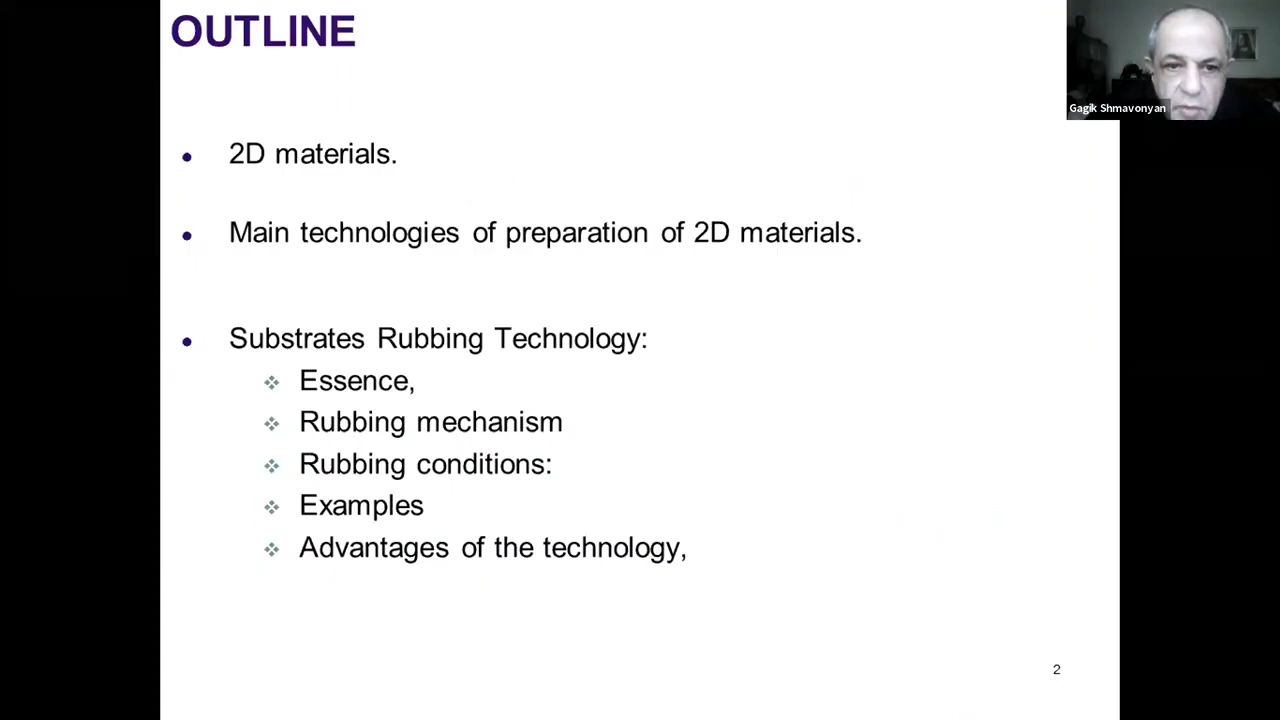 OUTLINE
Gagik Shmavonyan
• 2D materials.
• Main technologies of preparation of 2D materials.
• Substrates Rubbing Technology:
❖ Essence,
❖ Rubbing mechanism
❖ Rubbing conditions:
❖ Examples
❖ Advantages of the technology,
2